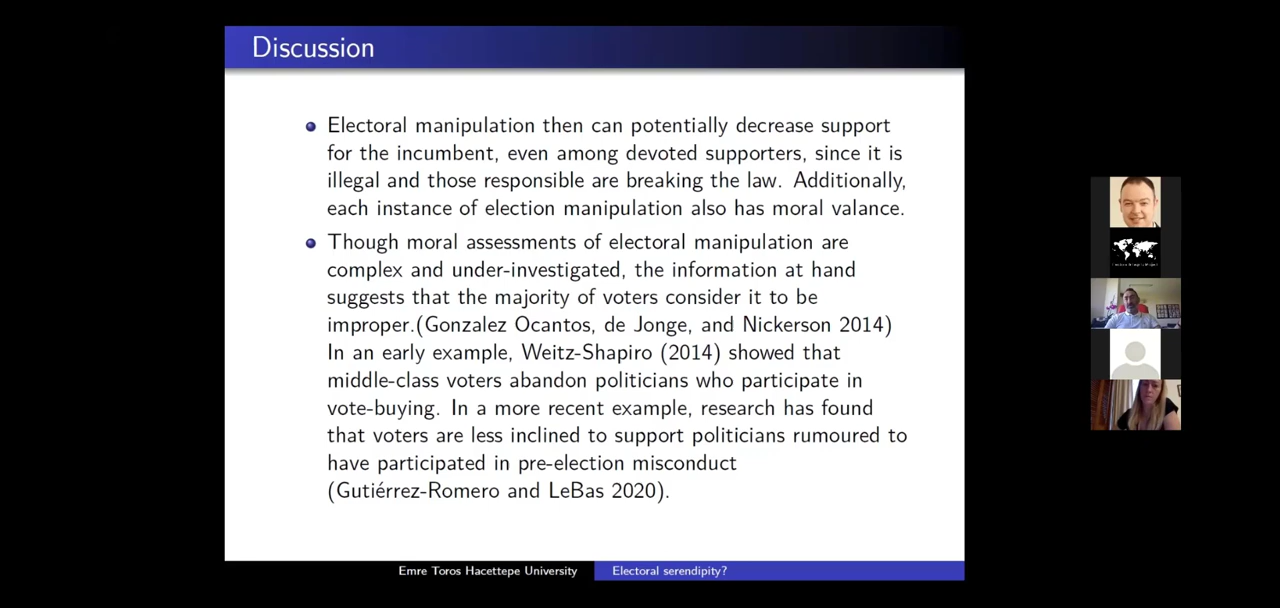 Discussion
Electoral manipulation then can potentially decrease support
for the incumbent, even among devoted supporters, since it is
illegal and those responsible are breaking the law. Additionally,
each instance of election manipulation also has moral valance.
Though moral assessments of electoral manipulation are
complex and under-investigated, the information at hand
suggests that the majority of voters consider it to be
improper.(Gonzalez Ocantos, de Jonge, and Nickerson 2014)
In an early example, Weitz-Shapiro (2014) showed that
middle-class voters abandon politicians who participate in
vote-buying. In a more recent example, research has found
that voters are less inclined to support politicians rumoured to
have participated in pre-election misconduct
(Gutiérrez-Romero and LeBas 2020).
Emre Toros Hacettepe University
Electoral serendipity?